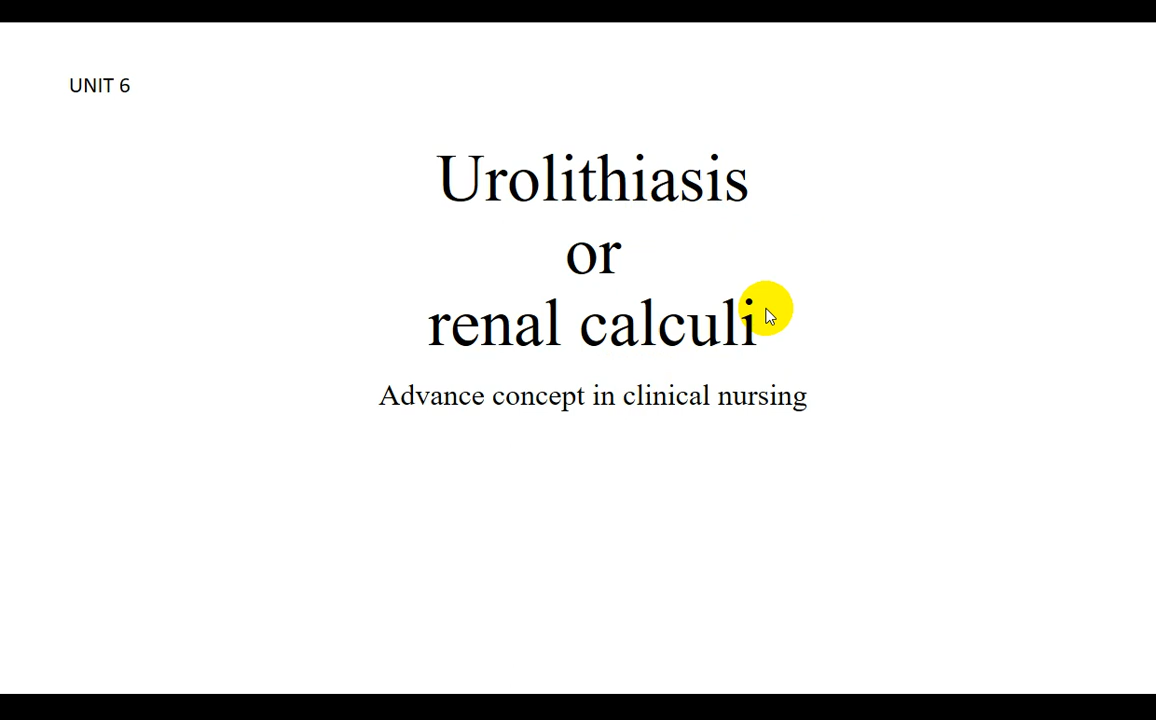 UNIT 6
Urolithiasis
or
renal calculi
Advance concept in clinical nursing